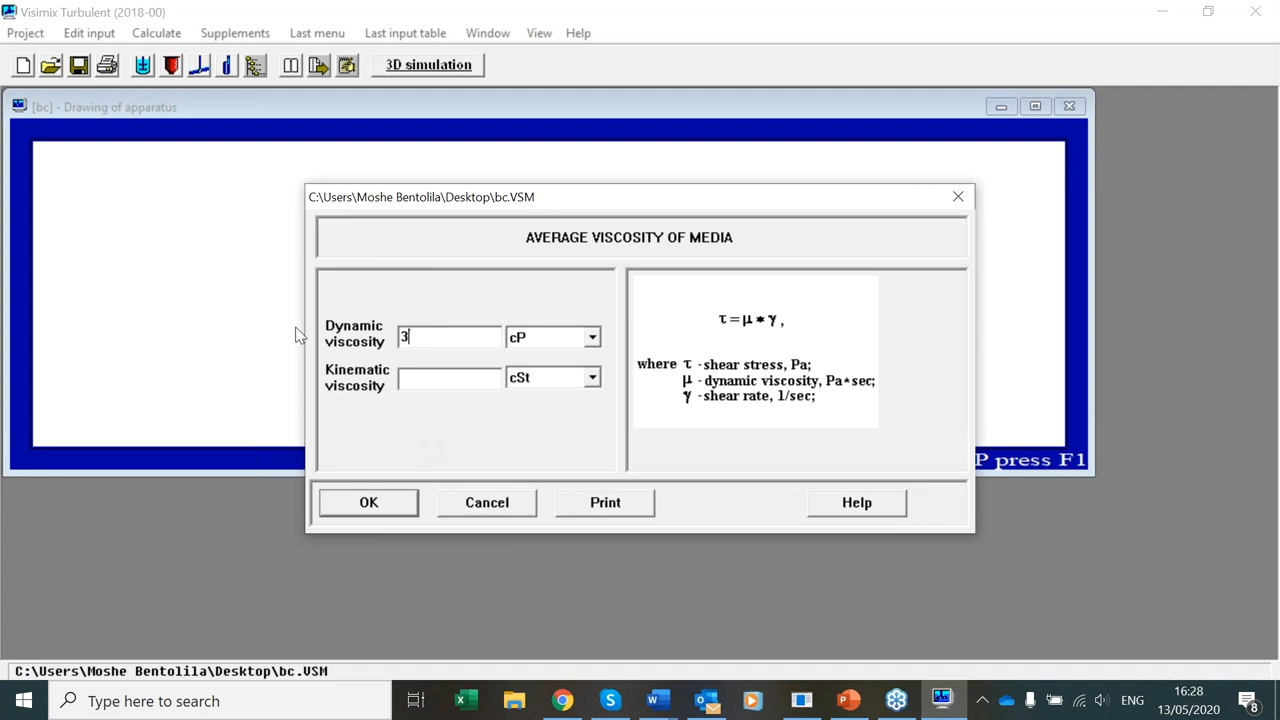 Visimix Turbulent (2018-00)
Project Edit input Calculate Supplements Last menu Last input table Window View Help
3D simulation
[bc] - Drawing of apparatus
C:\Users\Moshe Bentolila\Desktop\bc.VSM
AVERAGE VISCOSITY OF MEDIA
Dynamic viscosity 3 cP
Kinematic viscosity cSt
τ = μ * γ ,
where τ - shear stress, Pa;
μ - dynamic viscosity, Pa*sec;
γ - shear rate, 1/sec;
P press F1
OK Cancel Print Help
C:\Users\Moshe Bentolila\Desktop\bc.VSM
Type here to search
ENG
16:28
13/05/2020
8